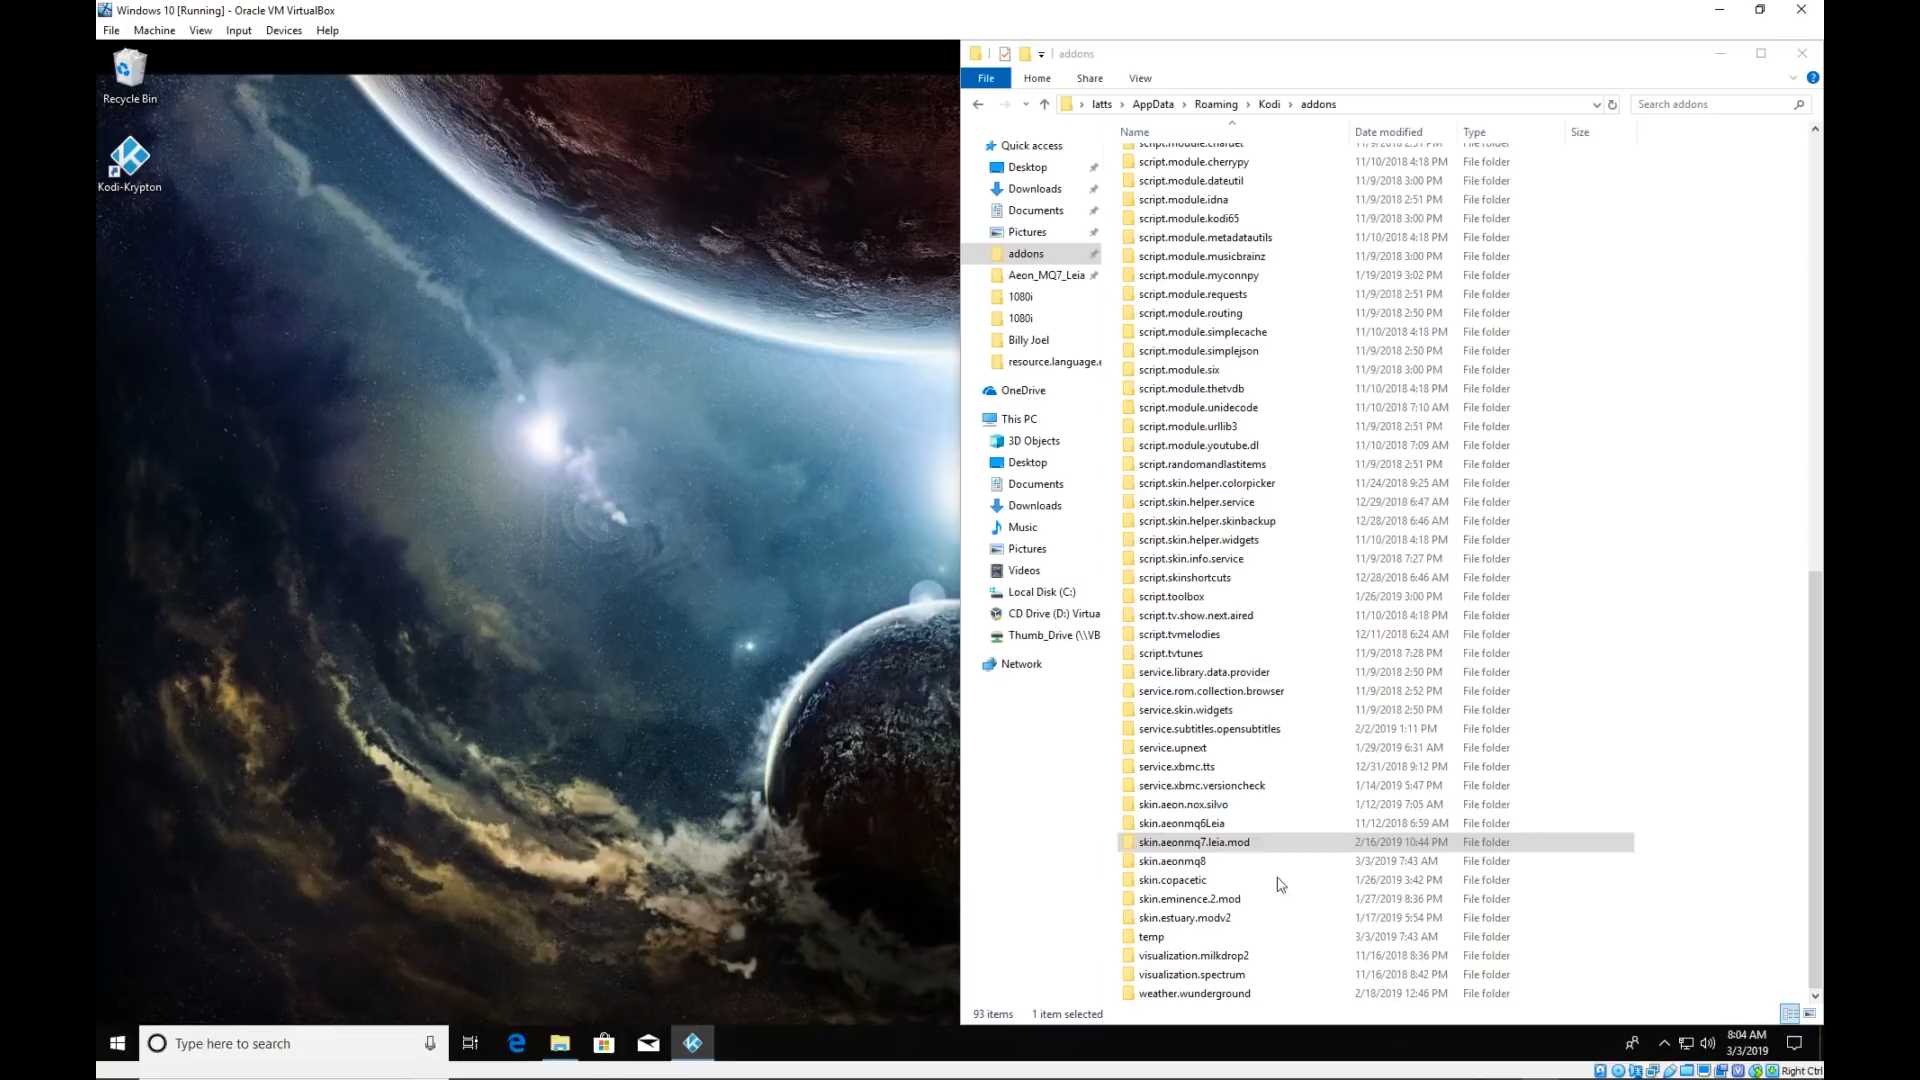 Windows 10 [Running] - Oracle VM VirtualBox
File Machine View Input Devices Help
Recycle Bin
Kodi-Krypton
addons
File Home Share View
latts AppData Roaming Kodi addons
Search addons
Quick access
Desktop
Downloads
Documents
Pictures
addons
Aeon_MQ7_Leia
1080i
1080i
Billy Joel
resource.language.e
OneDrive
This PC
3D Objects
Desktop
Documents
Downloads
Music
Pictures
Videos
Local Disk (C:)
CD Drive (D:) Virtua
Thumb_Drive (\\VB
Network
Name Date modified Type Size
script.module.chardet 11/9/2018 2:51 PM File folder
script.module.cherrypy 11/10/2018 4:18 PM File folder
script.module.dateutil 11/9/2018 3:00 PM File folder
script.module.idna 11/9/2018 2:51 PM File folder
script.module.kodi65 11/9/2018 3:00 PM File folder
script.module.metadatautils 11/10/2018 4:18 PM File folder
script.module.musicbrainz 11/9/2018 3:00 PM File folder
script.module.myconnpy 1/19/2019 3:02 PM File folder
script.module.requests 11/9/2018 2:51 PM File folder
script.module.routing 11/9/2018 2:50 PM File folder
script.module.simplecache 11/10/2018 4:18 PM File folder
script.module.simplejson 11/9/2018 2:50 PM File folder
script.module.six 11/9/2018 3:00 PM File folder
script.module.thetvdb 11/10/2018 4:18 PM File folder
script.module.unidecode 11/10/2018 7:10 AM File folder
script.module.urllib3 11/9/2018 2:51 PM File folder
script.module.youtube.dl 11/10/2018 7:09 AM File folder
script.randomandlastitems 11/9/2018 2:51 PM File folder
script.skin.helper.colorpicker 11/24/2018 9:25 AM File folder
script.skin.helper.service 12/29/2018 6:47 AM File folder
script.skin.helper.skinbackup 12/28/2018 6:46 AM File folder
script.skin.helper.widgets 11/10/2018 4:18 PM File folder
script.skin.info.service 11/9/2018 7:27 PM File folder
script.skinshortcuts 12/28/2018 6:46 AM File folder
script.toolbox 1/26/2019 3:00 PM File folder
script.tv.show.next.aired 11/10/2018 4:18 PM File folder
script.tvmelodies 12/11/2018 6:24 AM File folder
script.tvtunes 11/9/2018 7:28 PM File folder
service.library.data.provider 11/9/2018 2:50 PM File folder
service.rom.collection.browser 11/9/2018 2:52 PM File folder
service.skin.widgets 11/9/2018 2:50 PM File folder
service.subtitles.opensubtitles 2/2/2019 1:11 PM File folder
service.upnext 1/29/2019 6:31 AM File folder
service.xbmc.tts 12/31/2018 9:12 PM File folder
service.xbmc.versioncheck 1/14/2019 5:47 PM File folder
skin.aeon.nox.silvo 1/12/2019 7:05 AM File folder
skin.aeonmq6Leia 11/12/2018 6:59 AM File folder
skin.aeonmq7.leia.mod 2/16/2019 10:44 PM File folder
skin.aeonmq8 3/3/2019 7:43 AM File folder
skin.copacetic 1/26/2019 3:42 PM File folder
skin.eminence.2.mod 1/27/2019 8:36 PM File folder
skin.estuary.modv2 1/17/2019 5:54 PM File folder
temp 3/3/2019 7:43 AM File folder
visualization.milkdrop2 11/16/2018 8:36 PM File folder
visualization.spectrum 11/16/2018 8:42 PM File folder
weather.wunderground 2/18/2019 12:46 PM File folder
93 items 1 item selected
Type here to search
8:04 AM
3/3/2019
Right Ctrl